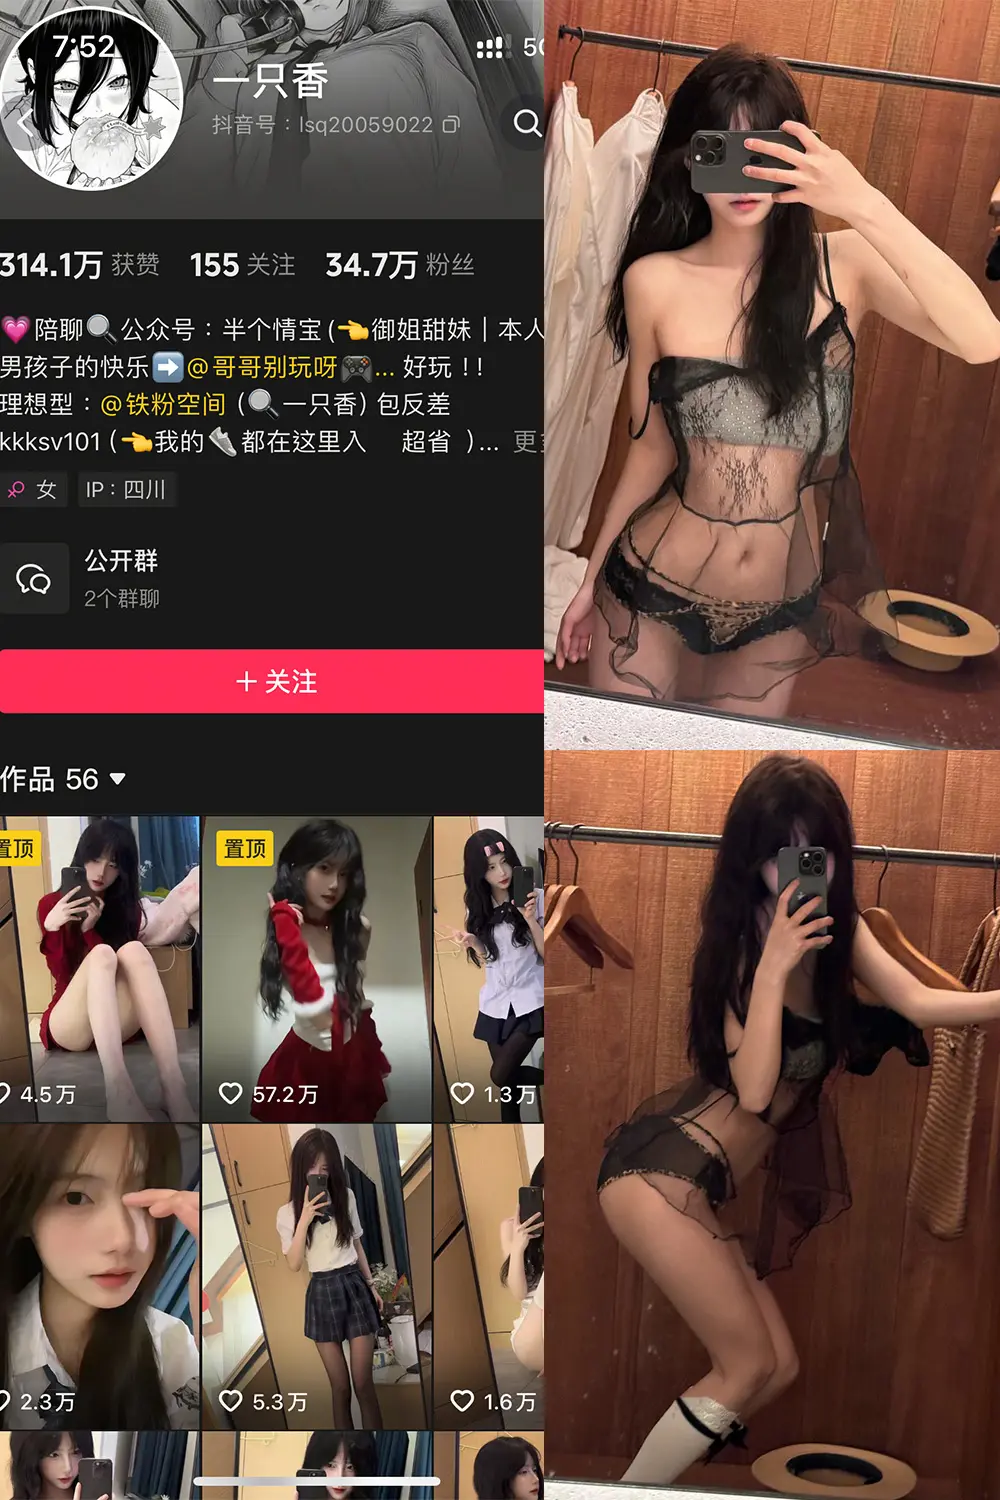 7:52
一只香
抖音号：lsq20059022
314.1万 获赞 155 关注 34.7万 粉丝
💗陪聊🔍公众号：半个情宝(👈御姐甜妹｜本人
男孩子的快乐➡️@哥哥别玩呀🎮... 好玩！！
理想型：@铁粉空间（🔍一只香）包反差
kkksv101（👈我的👟都在这里入 超省 ）... 更
女 IP：四川
公开群
2个群聊
+ 关注
作品 56
置顶
置顶
4.5万
57.2万
1.3万
2.3万
5.3万
1.6万